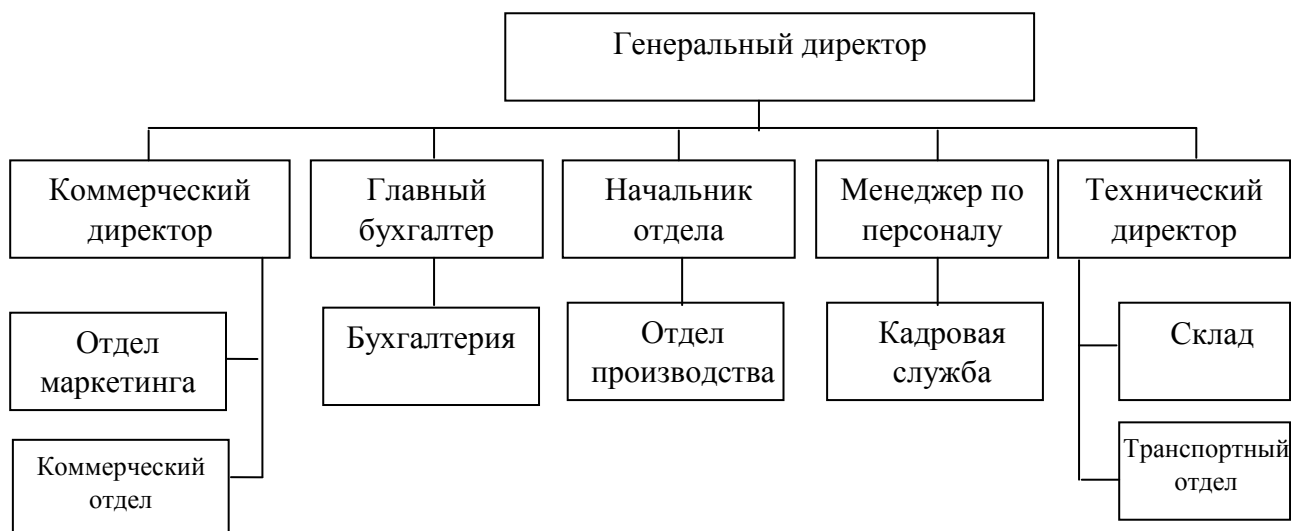 Генеральный директор
Коммерческий
директор
Главный
бухгалтер
Начальник
отдела
Менеджер по
персоналу
Технический
директор
Отдел
маркетинга
Бухгалтерия
Отдел
производства
Кадровая
служба
Склад
Коммерческий
отдел
Транспортный
отдел